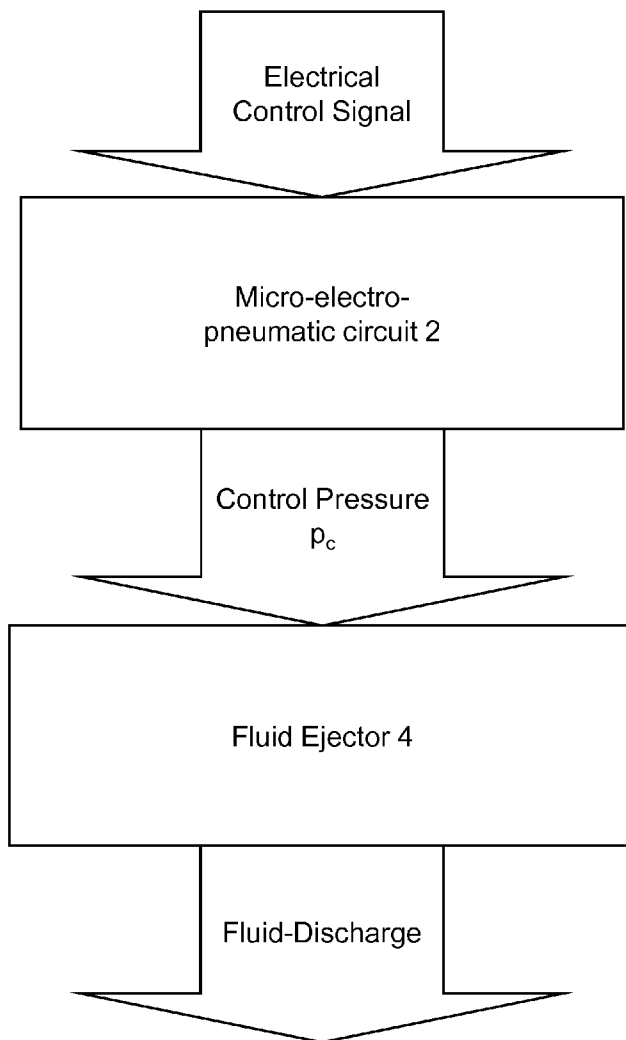 Electrical
Control Signal
Micro-electro-
pneumatic circuit 2
Control Pressure
pc
Fluid Ejector 4
Fluid-Discharge